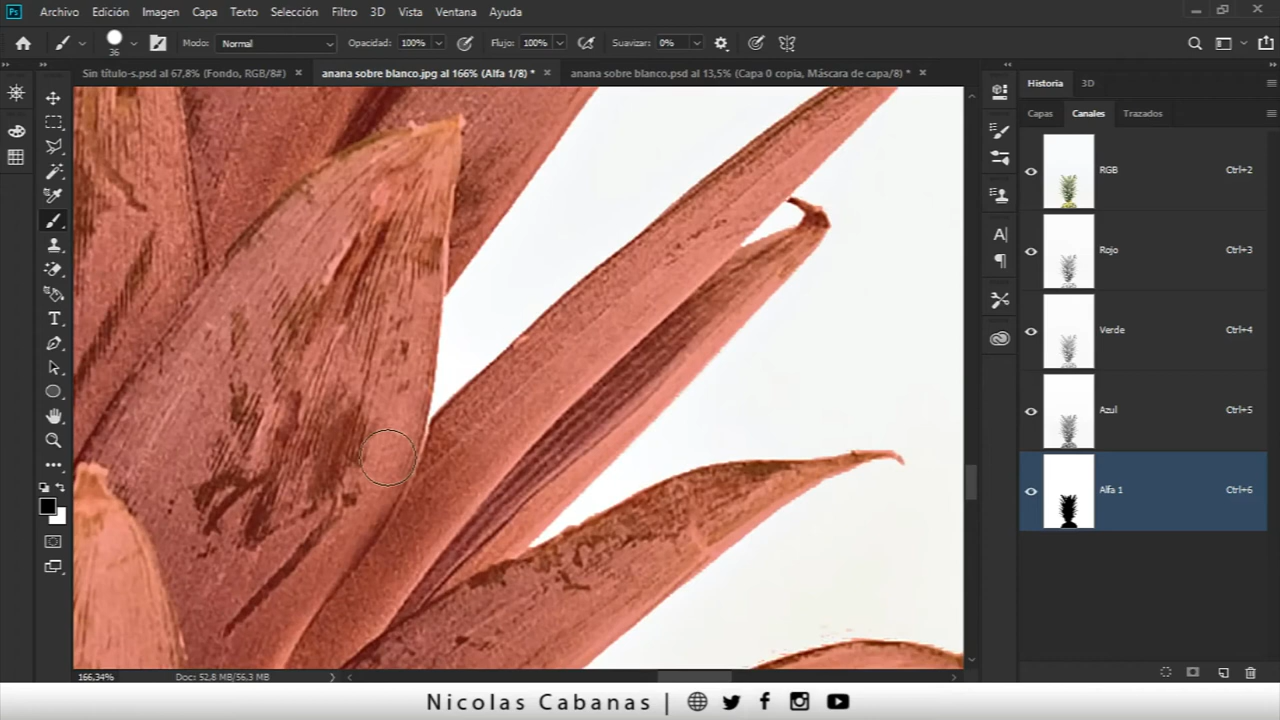 Ps Archivo Edición Imagen Capa Texto Selección Filtro 3D Vista Ventana Ayuda
36 Modo: Normal Opacidad: 100% Flujo: 100% Suavizar: 0%
Sin título-s.psd al 67,8% (Fondo, RGB/8#) × anana sobre blanco.jpg al 166% (Alfa 1/8) * × anana sobre blanco.psd al 13,5% (Capa 0 copia, Máscara de capa/8) * ×
Historia 3D
Capas Canales Trazados
RGB Ctrl+2
Rojo Ctrl+3
Verde Ctrl+4
Azul Ctrl+5
Alfa 1 Ctrl+6
166,34% Doc: 52,8 MB/56,3 MB
Nicolas Cabanas |